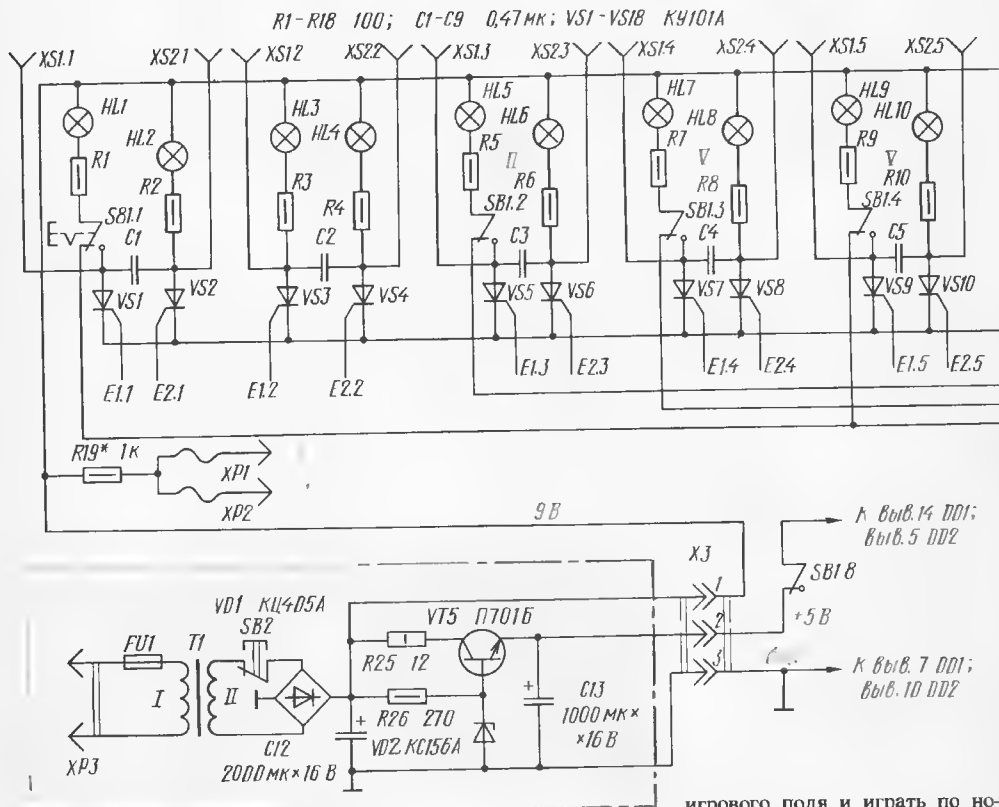 R1-R18 100; C1-C9 0,47мк; VS1-VS18 КУ101А
XS1.1 XS2.1 XS1.2 XS2.2 XS1.3 XS2.3 XS1.4 XS2.4 XS1.5 XS2.5
HL1 HL2 HL3 HL4 HL5 HL6 HL7 HL8 HL9 HL10
R1 R2 R3 R4 R5 R6 R7 R8 R9 R10
SB1.1 SB1.2 SB1.3 SB1.4
C1 C2 C3 C4 C5
VS1 VS2 VS3 VS4 VS5 VS6 VS7 VS8 VS9 VS10
E1.1 E2.1 E1.2 E2.2 E1.3 E2.3 E1.4 E2.4 E1.5 E2.5
R19* 1к
XP1
XP2
9 В
К выв. 14 DD1;
выв. 5 DD2
X3
SB1.8
1
2
3
+5 В
К выв. 7 DD1;
выв. 10 DD2
VD1 КЦ405А
SB2
VT5 П701Б
FU1 T1
R25 12
I II
R26 270
C13
1000 мк×
×16 В
VD2 КС156А
C12
2000 мк×16 В
XP3
игрового поля и играть по но-